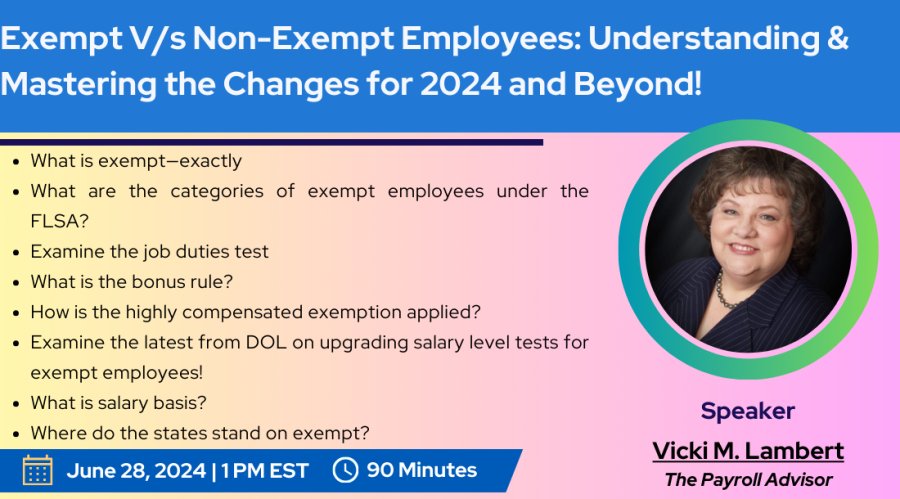 Exempt V/s Non-Exempt Employees: Understanding &
Mastering the Changes for 2024 and Beyond!
• What is exempt—exactly
• What are the categories of exempt employees under the
FLSA?
• Examine the job duties test
• What is the bonus rule?
• How is the highly compensated exemption applied?
• Examine the latest from DOL on upgrading salary level tests for
exempt employees!
• What is salary basis?
• Where do the states stand on exempt?
June 28, 2024 | 1 PM EST
90 Minutes
Speaker
Vicki M. Lambert
The Payroll Advisor